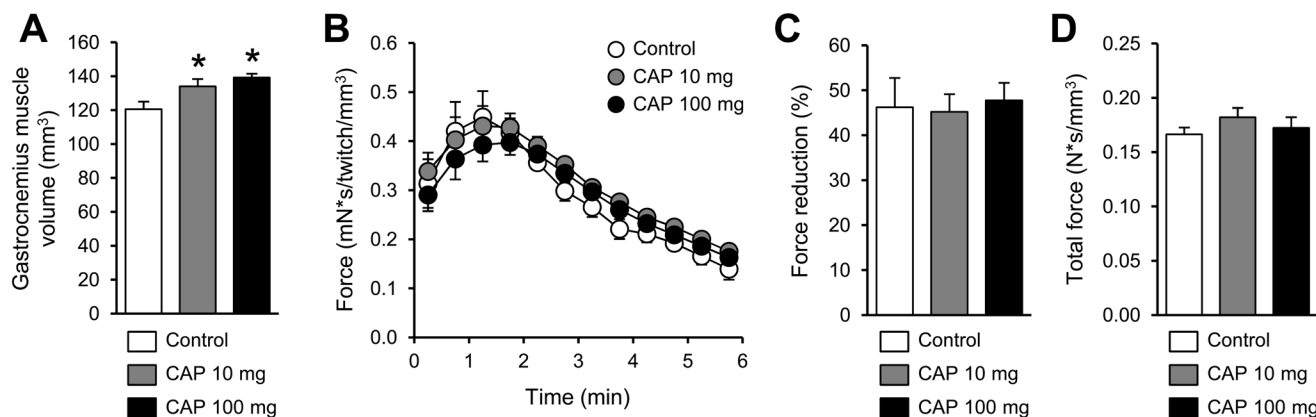 A
Gastrocnemius muscle
volume (mm³)
160
140
120
100
80
60
40
20
0
*
*
Control
CAP 10 mg
CAP 100 mg
B
Force (mN*s/twitch/mm³)
0.6
0.5
0.4
0.3
0.2
0.1
0.0
0
1
2
3
4
5
6
Time (min)
Control
CAP 10 mg
CAP 100 mg
C
Force reduction (%)
60
50
40
30
20
10
0
Control
CAP 10 mg
CAP 100 mg
D
Total force (N*s/mm³)
0.25
0.20
0.15
0.10
0.05
0.00
Control
CAP 10 mg
CAP 100 mg